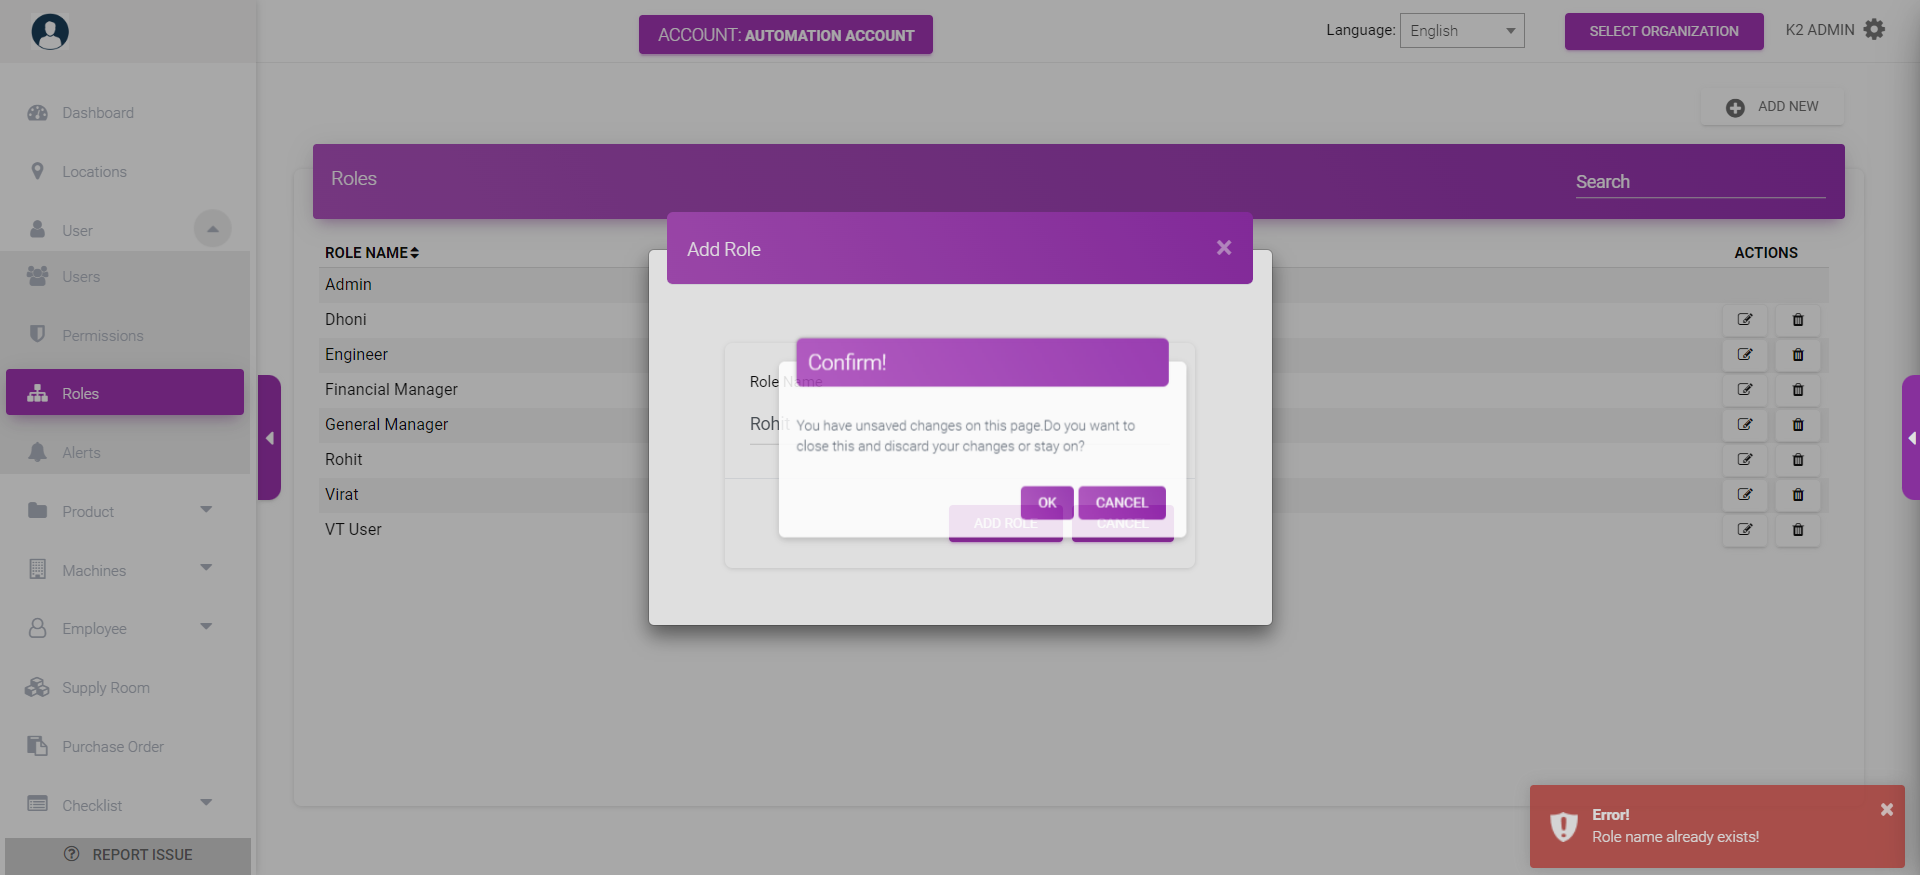 ACCOUNT: AUTOMATION ACCOUNT
Language: English
SELECT ORGANIZATION
K2 ADMIN
Dashboard
Locations
User
Users
Permissions
Roles
Alerts
Product
Machines
Employee
Supply Room
Purchase Order
Checklist
REPORT ISSUE
ADD NEW
Roles
Search
ROLE NAME
ACTIONS
Admin
Dhoni
Engineer
Financial Manager
General Manager
Rohit
Virat
VT User
Add Role
Role Name
Rohit
ADD ROLE
CANCEL
Confirm!
You have unsaved changes on this page.Do you want to
close this and discard your changes or stay on?
OK
CANCEL
Error!
Role name already exists!